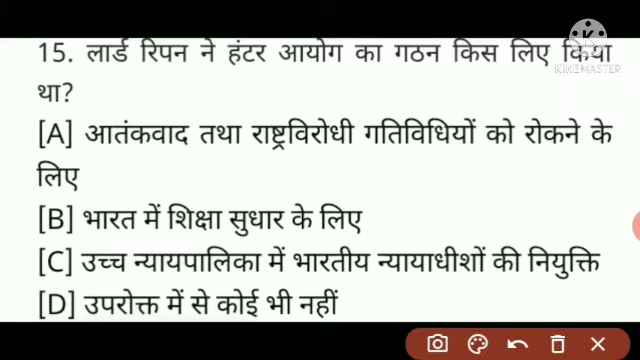 15. लार्ड रिपन ने हंटर आयोग का गठन किस लिए किया
था?
[A] आतंकवाद तथा राष्ट्रविरोधी गतिविधियों को रोकने के
लिए
[B] भारत में शिक्षा सुधार के लिए
[C] उच्च न्यायपालिका में भारतीय न्यायाधीशों की नियुक्ति
[D] उपरोक्त में से कोई भी नहीं
K
KINEMASTER